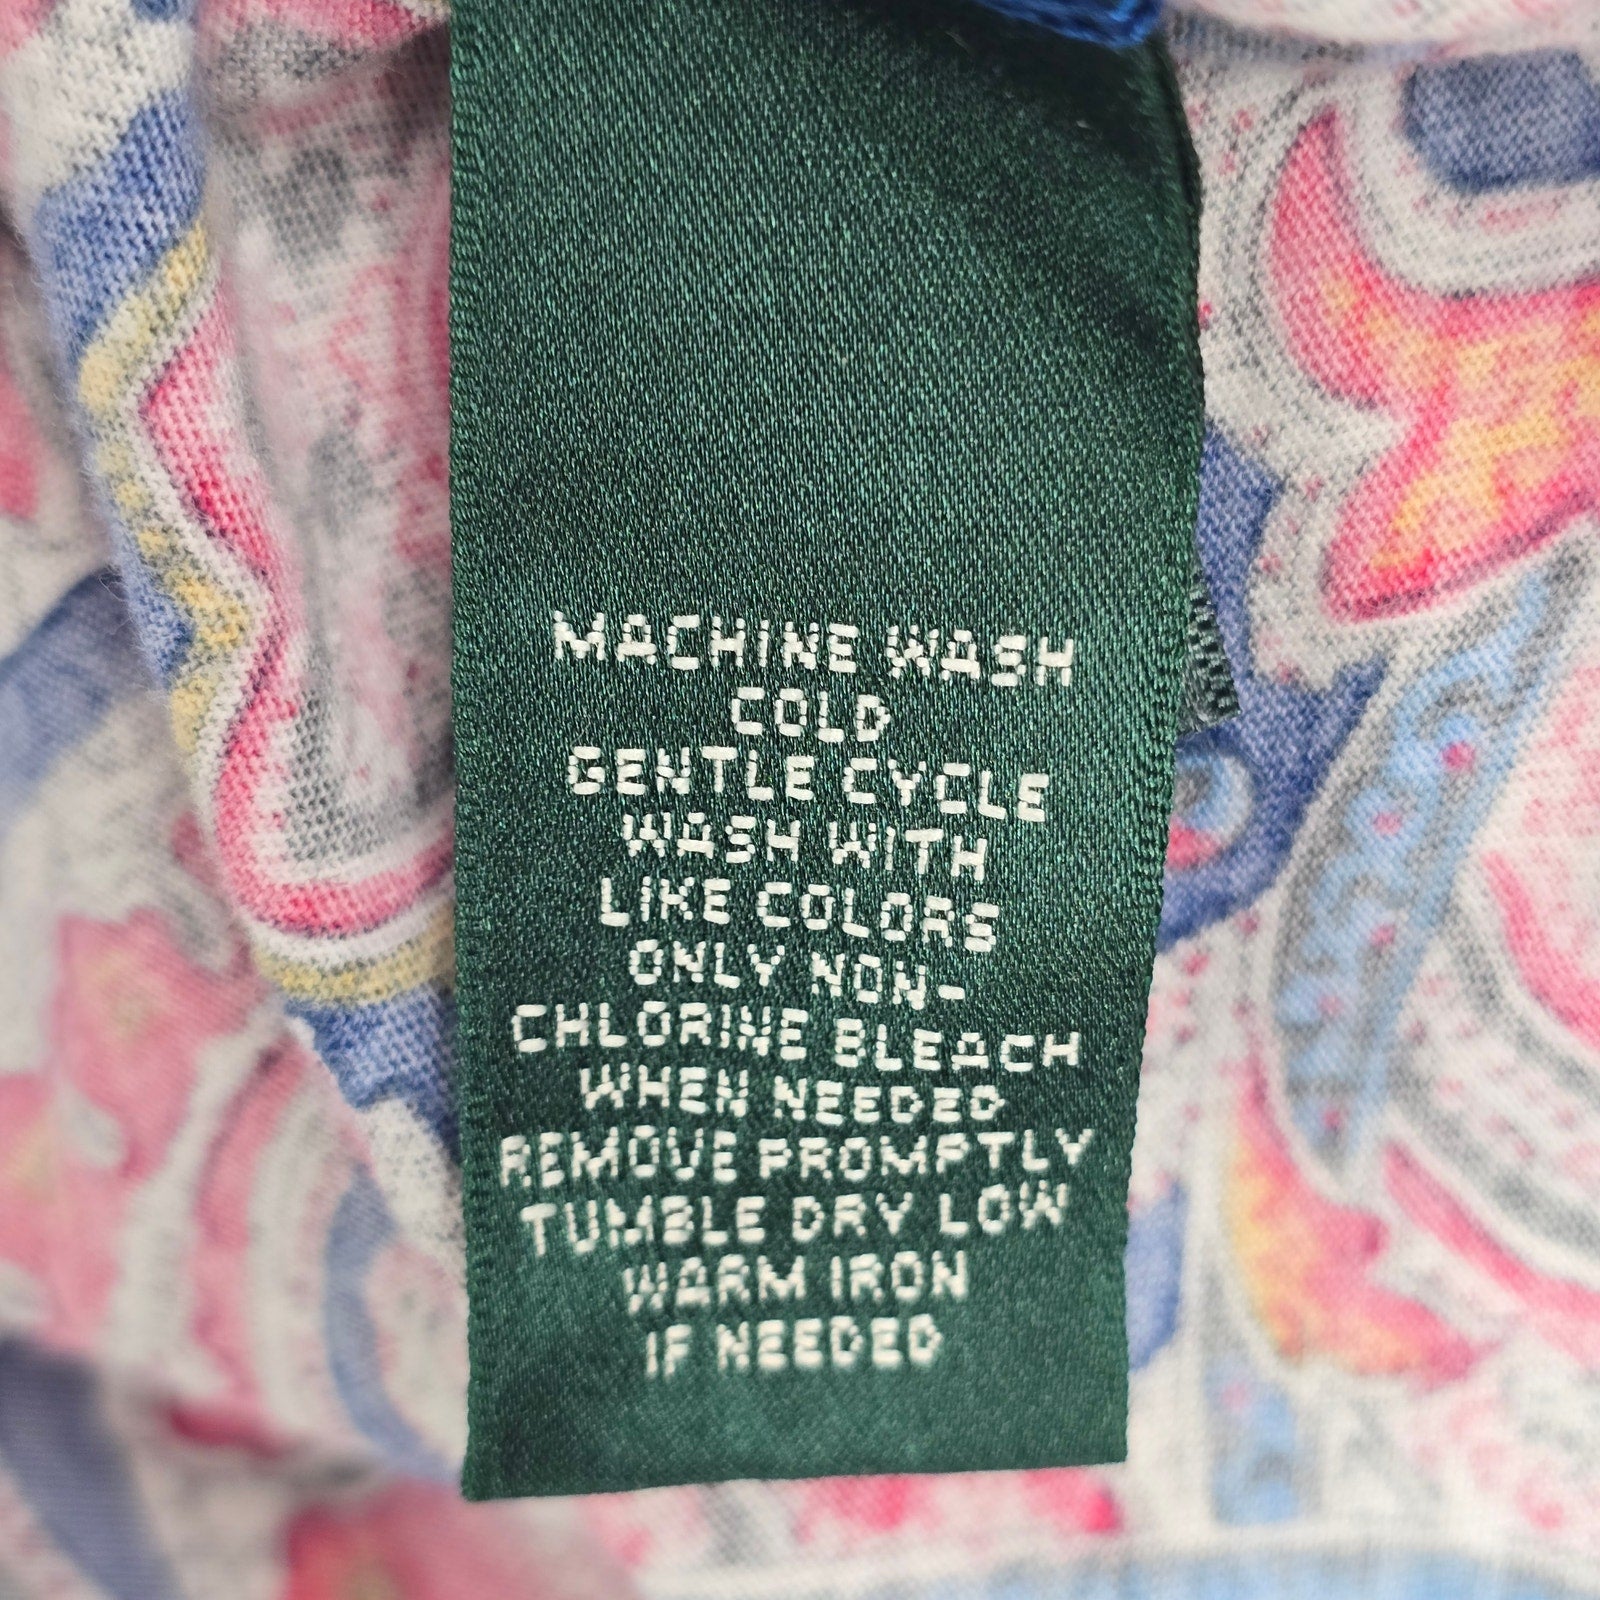 MACHINE WASH
COLD
GENTLE CYCLE
WASH WITH
LIKE COLORS
ONLY NON-
CHLORINE BLEACH
WHEN NEEDED
REMOVE PROMPTLY
TUMBLE DRY LOW
WARM IRON
IF NEEDED